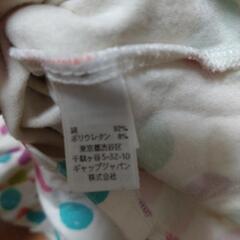 綿 92%
ポリウレタン 8%
東京都渋谷区
千駄ヶ谷5-32-10
ギャップジャパン
株式会社